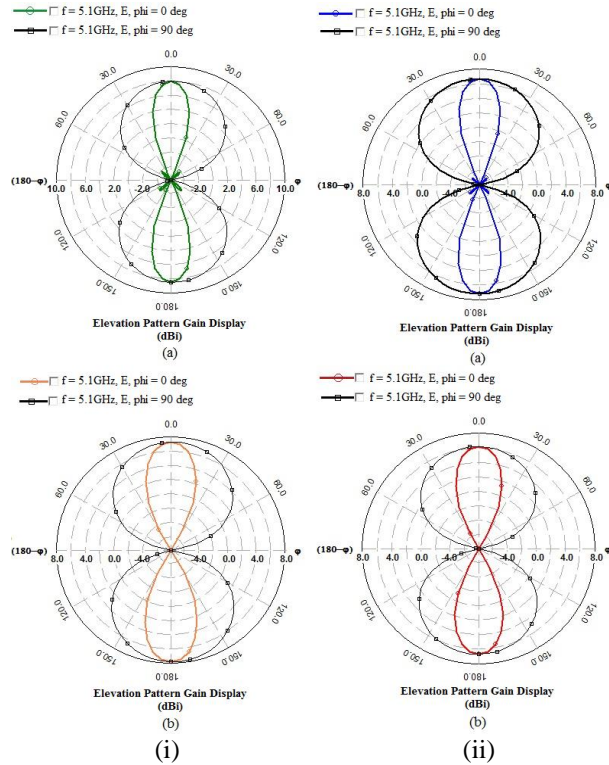 f = 5.1GHz, E, phi = 0 deg
f = 5.1GHz, E, phi = 90 deg
0.0
30.0 30.0
60.0 60.0
(180-φ) φ
10.0 6.0 2.0 -2.0 -2.0 2.0 6.0 10.0
120.0 120.0
150.0 150.0
180.0
Elevation Pattern Gain Display
(dBi)
(a)
f = 5.1GHz, E, phi = 0 deg
f = 5.1GHz, E, phi = 90 deg
0.0
30.0 30.0
60.0 60.0
(180-φ) φ
8.0 4.0 0.0 -4.0 -4.0 0.0 4.0 8.0
120.0 120.0
150.0 150.0
180.0
Elevation Pattern Gain Display
(dBi)
(a)
f = 5.1GHz, E, phi = 0 deg
f = 5.1GHz, E, phi = 90 deg
0.0
30.0 30.0
60.0 60.0
(180-φ) φ
8.0 4.0 0.0 -4.0 -4.0 0.0 4.0 8.0
120.0 120.0
150.0 150.0
180.0
Elevation Pattern Gain Display
(dBi)
(b)
f = 5.1GHz, E, phi = 0 deg
f = 5.1GHz, E, phi = 90 deg
0.0
30.0 30.0
60.0 60.0
(180-φ) φ
8.0 4.0 0.0 -4.0 -4.0 0.0 4.0 8.0
120.0 120.0
150.0 150.0
180.0
Elevation Pattern Gain Display
(dBi)
(b)
(i) (ii)